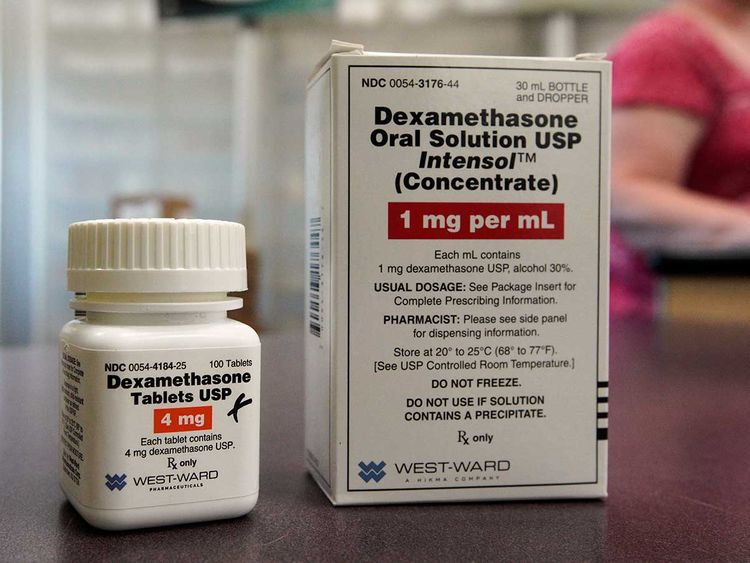 NDC 0054-4184-25 100 Tablets
Dexamethasone
Tablets USP
4 mg
Each tablet contains
4 mg dexamethasone USP.
Rx only
WEST-WARD
PHARMACEUTICALS
NDC 0054-3176-44
30 mL BOTTLE
and DROPPER
Dexamethasone
Oral Solution USP
Intensol™
(Concentrate)
1 mg per mL
Each mL contains
1 mg dexamethasone USP, alcohol 30%.
USUAL DOSAGE: See Package Insert for
Complete Prescribing Information.
PHARMACIST: Please see side panel
for dispensing information.
Store at 20° to 25°C (68° to 77°F).
[See USP Controlled Room Temperature.]
DO NOT FREEZE.
DO NOT USE IF SOLUTION
CONTAINS A PRECIPITATE.
Rx only
WEST-WARD
A HIKMA COMPANY